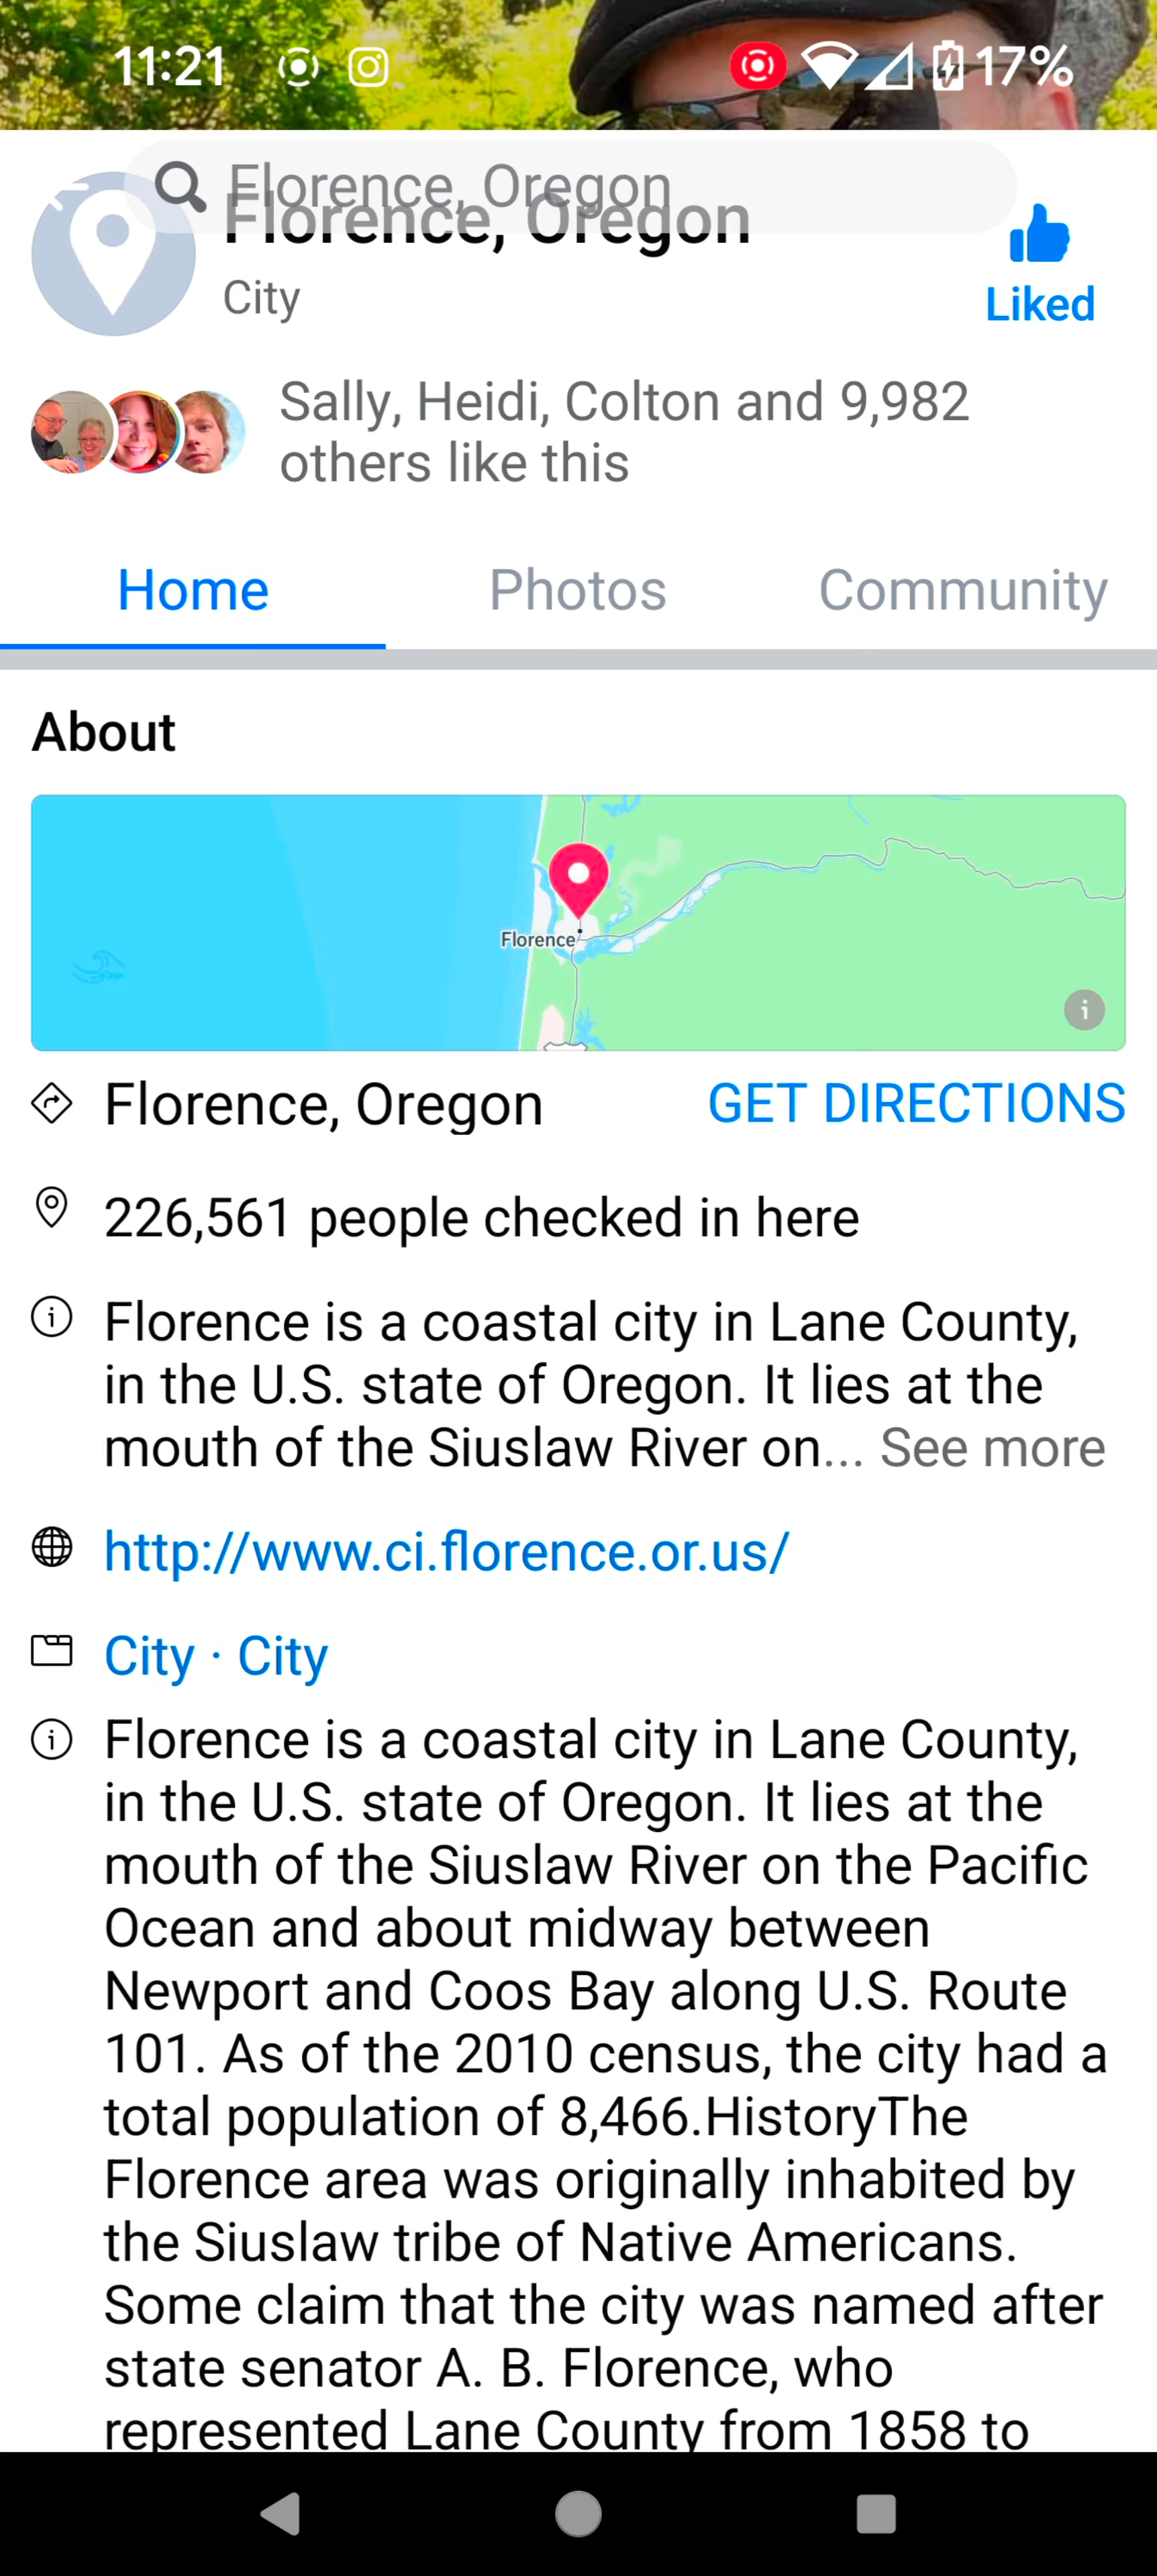 11:21
17%
Florence, Oregon
Florence, Oregon
City
Liked
Sally, Heidi, Colton and 9,982
others like this
Home
Photos
Community
About
Florence
Florence, Oregon
GET DIRECTIONS
226,561 people checked in here
Florence is a coastal city in Lane County,
in the U.S. state of Oregon. It lies at the
mouth of the Siuslaw River on... See more
http://www.ci.florence.or.us/
City · City
Florence is a coastal city in Lane County,
in the U.S. state of Oregon. It lies at the
mouth of the Siuslaw River on the Pacific
Ocean and about midway between
Newport and Coos Bay along U.S. Route
101. As of the 2010 census, the city had a
total population of 8,466.HistoryThe
Florence area was originally inhabited by
the Siuslaw tribe of Native Americans.
Some claim that the city was named after
state senator A. B. Florence, who
represented Lane County from 1858 to